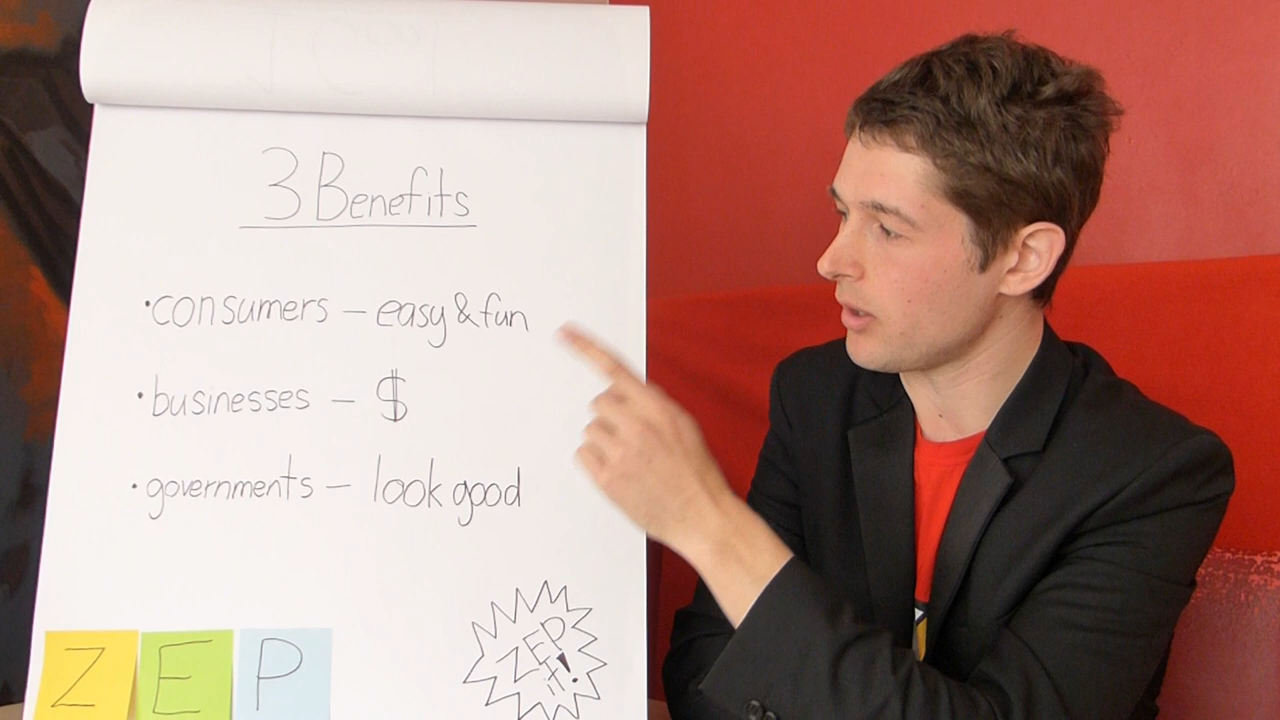 3 Benefits
·consumers – easy & fun
·businesses – $
·governments – look good
Z E P
ZEP
it!